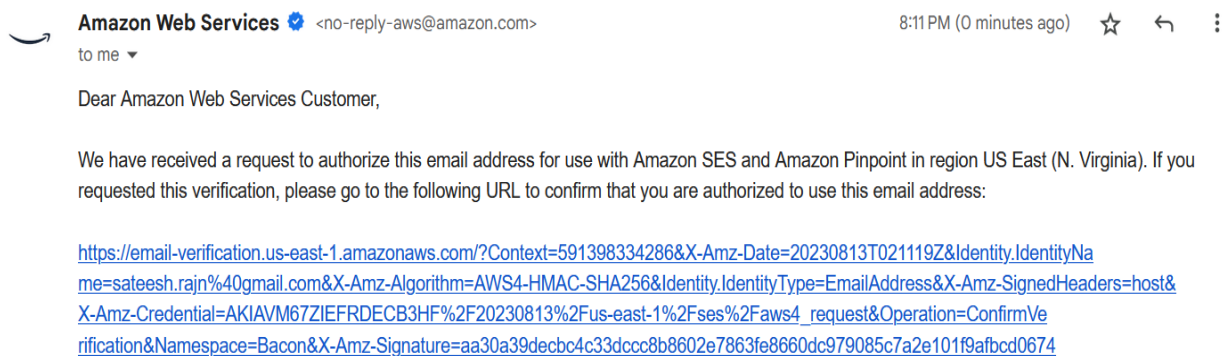 Amazon Web Services <no-reply-aws@amazon.com> 8:11 PM (0 minutes ago)
to me
Dear Amazon Web Services Customer,
We have received a request to authorize this email address for use with Amazon SES and Amazon Pinpoint in region US East (N. Virginia). If you
requested this verification, please go to the following URL to confirm that you are authorized to use this email address:
https://email-verification.us-east-1.amazonaws.com/?Context=591398334286&X-Amz-Date=20230813T021119Z&Identity.IdentityNa
me=sateesh.rajn%40gmail.com&X-Amz-Algorithm=AWS4-HMAC-SHA256&Identity.IdentityType=EmailAddress&X-Amz-SignedHeaders=host&
X-Amz-Credential=AKIAVM67ZIEFRDECB3HF%2F20230813%2Fus-east-1%2Fses%2Faws4_request&Operation=ConfirmVe
rification&Namespace=Bacon&X-Amz-Signature=aa30a39decbc4c33dccc8b8602e7863fe8660dc979085c7a2e101f9afbcd0674